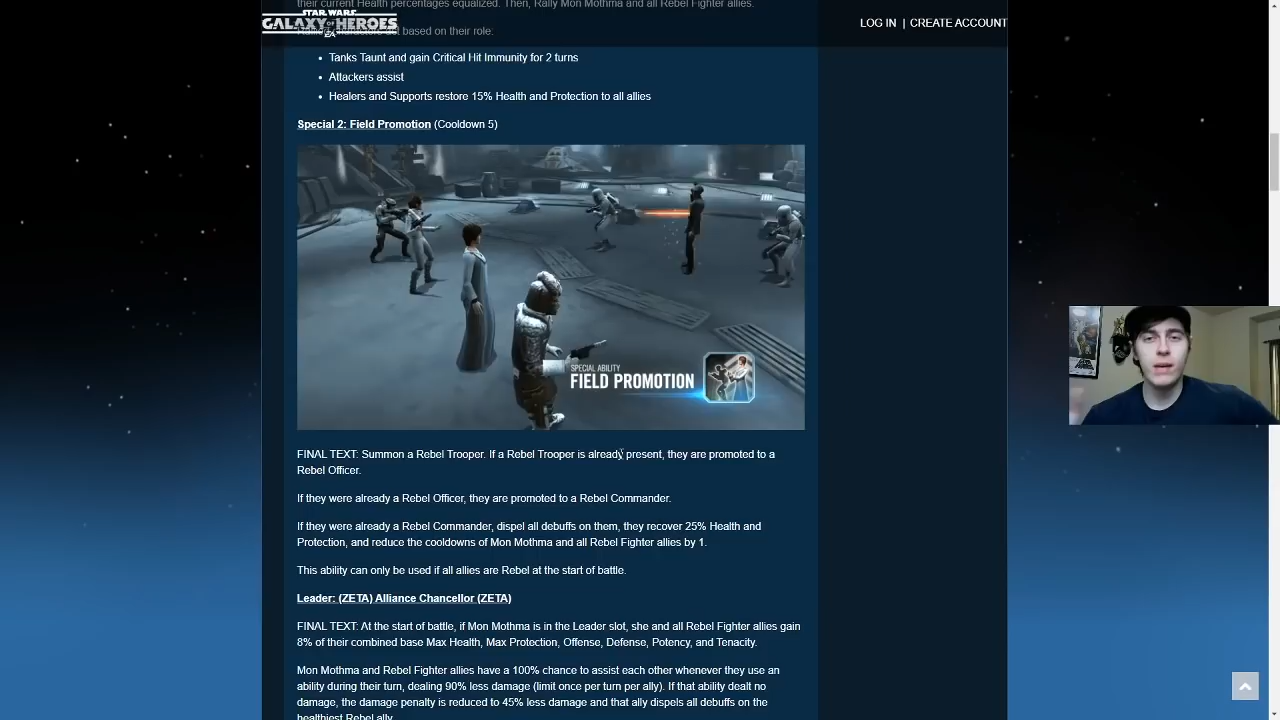 their current Health percentages equalized. Then, Rally Mon Mothma and all Rebel Fighter allies.
STAR WARS
GALAXY OF HEROES
EA
LOG IN | CREATE ACCOUNT
based on their role:
• Tanks Taunt and gain Critical Hit Immunity for 2 turns
• Attackers assist
• Healers and Supports restore 15% Health and Protection to all allies
Special 2: Field Promotion (Cooldown 5)
SPECIAL ABILITY
FIELD PROMOTION
FINAL TEXT: Summon a Rebel Trooper. If a Rebel Trooper is already present, they are promoted to a
Rebel Officer.
If they were already a Rebel Officer, they are promoted to a Rebel Commander.
If they were already a Rebel Commander, dispel all debuffs on them, they recover 25% Health and
Protection, and reduce the cooldowns of Mon Mothma and all Rebel Fighter allies by 1.
This ability can only be used if all allies are Rebel at the start of battle.
Leader: (ZETA) Alliance Chancellor (ZETA)
FINAL TEXT: At the start of battle, if Mon Mothma is in the Leader slot, she and all Rebel Fighter allies gain
8% of their combined base Max Health, Max Protection, Offense, Defense, Potency, and Tenacity.
Mon Mothma and Rebel Fighter allies have a 100% chance to assist each other whenever they use an
ability during their turn, dealing 90% less damage (limit once per turn per ally). If that ability dealt no
damage, the damage penalty is reduced to 45% less damage and that ally dispels all debuffs on the
healthiest Rebel ally.